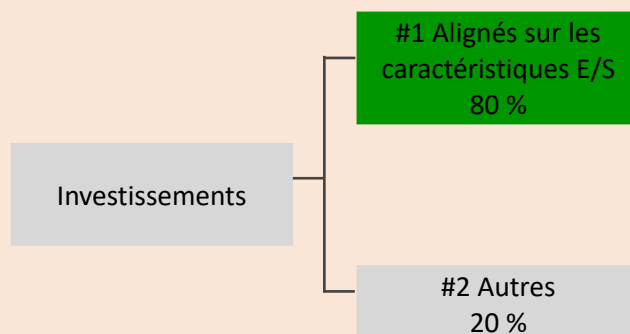 #1 Alignés sur les
caractéristiques E/S
80 %
Investissements
#2 Autres
20 %